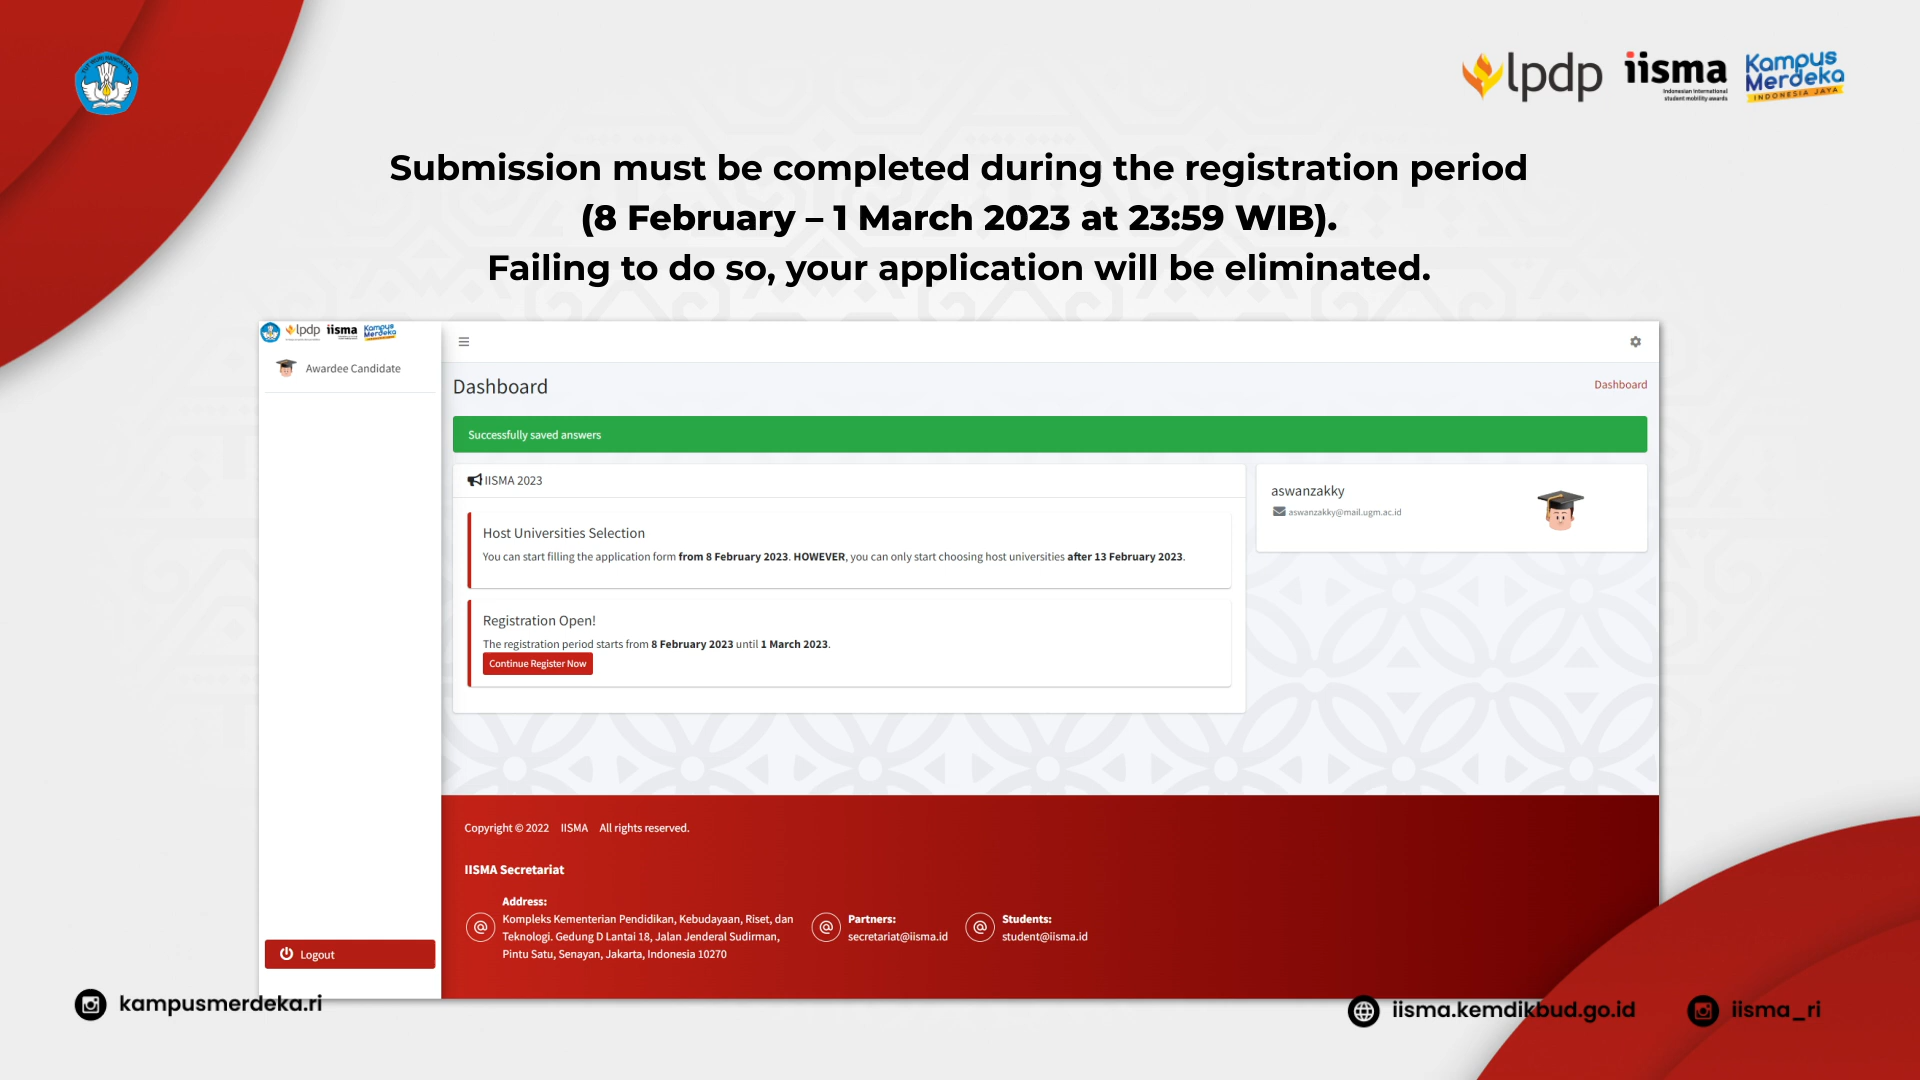 lpdp
iisma
Indonesian International
student mobility awards
Kampus
Merdeka
INDONESIA JAYA
Submission must be completed during the registration period
(8 February – 1 March 2023 at 23:59 WIB).
Failing to do so, your application will be eliminated.
lpdp iisma Kampus
Merdeka
Awardee Candidate
Dashboard
Dashboard
Successfully saved answers
IISMA 2023
Host Universities Selection
You can start filling the application form from 8 February 2023. HOWEVER, you can only start choosing host universities after 13 February 2023.
Registration Open!
The registration period starts from 8 February 2023 until 1 March 2023.
Continue Register Now
aswanzakky
aswanzakky@mail.ugm.ac.id
Copyright © 2022 IISMA All rights reserved.
IISMA Secretariat
Address:
Kompleks Kementerian Pendidikan, Kebudayaan, Riset, dan
Teknologi. Gedung D Lantai 18, Jalan Jenderal Sudirman,
Pintu Satu, Senayan, Jakarta, Indonesia 10270
Partners:
secretariat@iisma.id
Students:
student@iisma.id
Logout
kampusmerdeka.ri
iisma.kemdikbud.go.id
iisma_ri